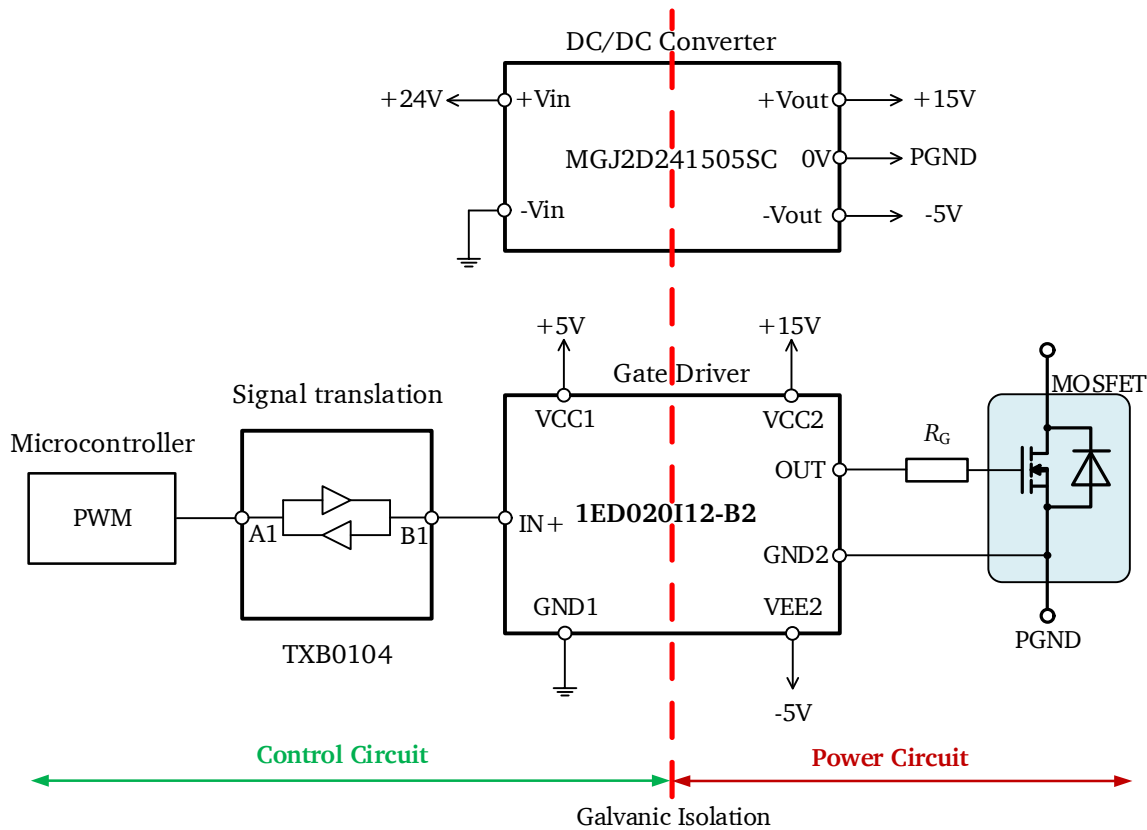 DC/DC Converter
+24V
+Vin
+Vout
+15V
MGJ2D241505SC
0V
PGND
-Vin
-Vout
-5V
+5V
+15V
Gate Driver
MOSFET
Signal translation
VCC1
VCC2
Microcontroller
RG
OUT
PWM
A1
B1
IN+
1ED020I12-B2
GND2
GND1
VEE2
TXB0104
PGND
-5V
Control Circuit
Power Circuit
Galvanic Isolation